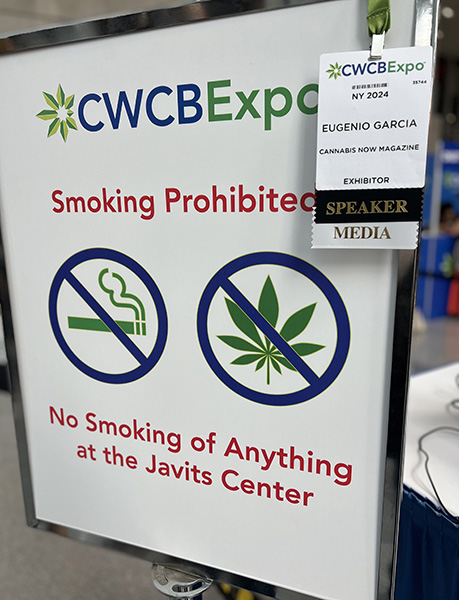 CWCBExpo
Smoking Prohibited
No Smoking of Anything
at the Javits Center
CWCBExpo
35764
NY 2024
EUGENIO GARCIA
CANNABIS NOW MAGAZINE
EXHIBITOR
SPEAKER
MEDIA